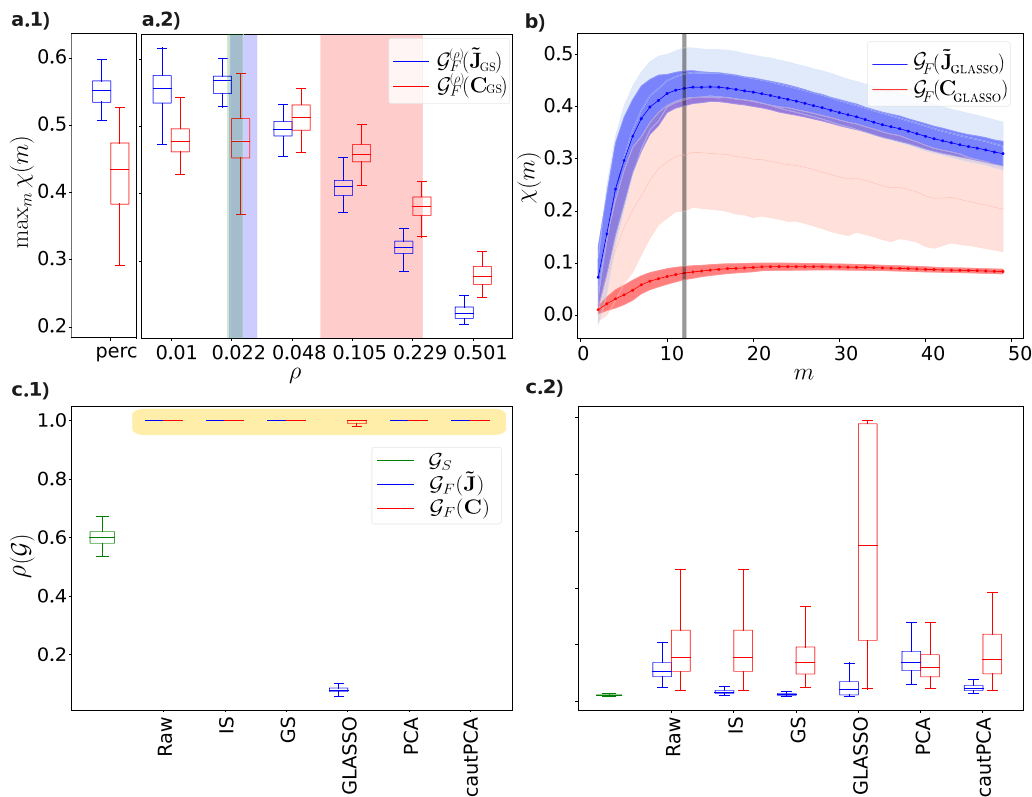 a.1)
a.2)
max_m χ(m)
0.6
0.5
0.4
0.3
0.2
perc
0.01
0.022
0.048
0.105
0.229
0.501
ρ
𝒢_F^(ρ)(J̃_GS)
𝒢_F^(ρ)(C_GS)
b)
χ(m)
0.5
0.4
0.3
0.2
0.1
0.0
0
10
20
30
40
50
m
𝒢_F(J̃_GLASSO)
𝒢_F(C_GLASSO)
c.1)
ρ(𝒢)
1.0
0.8
0.6
0.4
0.2
𝒢_S
𝒢_F(J̃)
𝒢_F(C)
Raw
IS
GS
GLASSO
PCA
cautPCA
c.2)
Raw
IS
GS
GLASSO
PCA
cautPCA